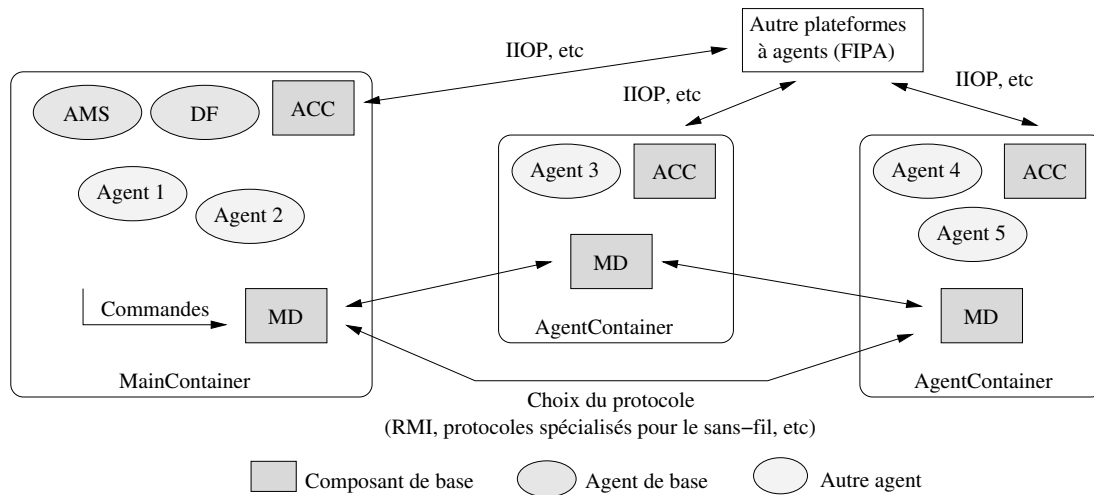 Autre plateformes
à agents (FIPA)
IIOP, etc
IIOP, etc
IIOP, etc
AMS
DF
ACC
Agent 1
Agent 2
Commandes
MD
MainContainer
Agent 3
ACC
MD
AgentContainer
Agent 4
ACC
Agent 5
MD
AgentContainer
Choix du protocole
(RMI, protocoles spécialisés pour le sans−fil, etc)
Composant de base
Agent de base
Autre agent